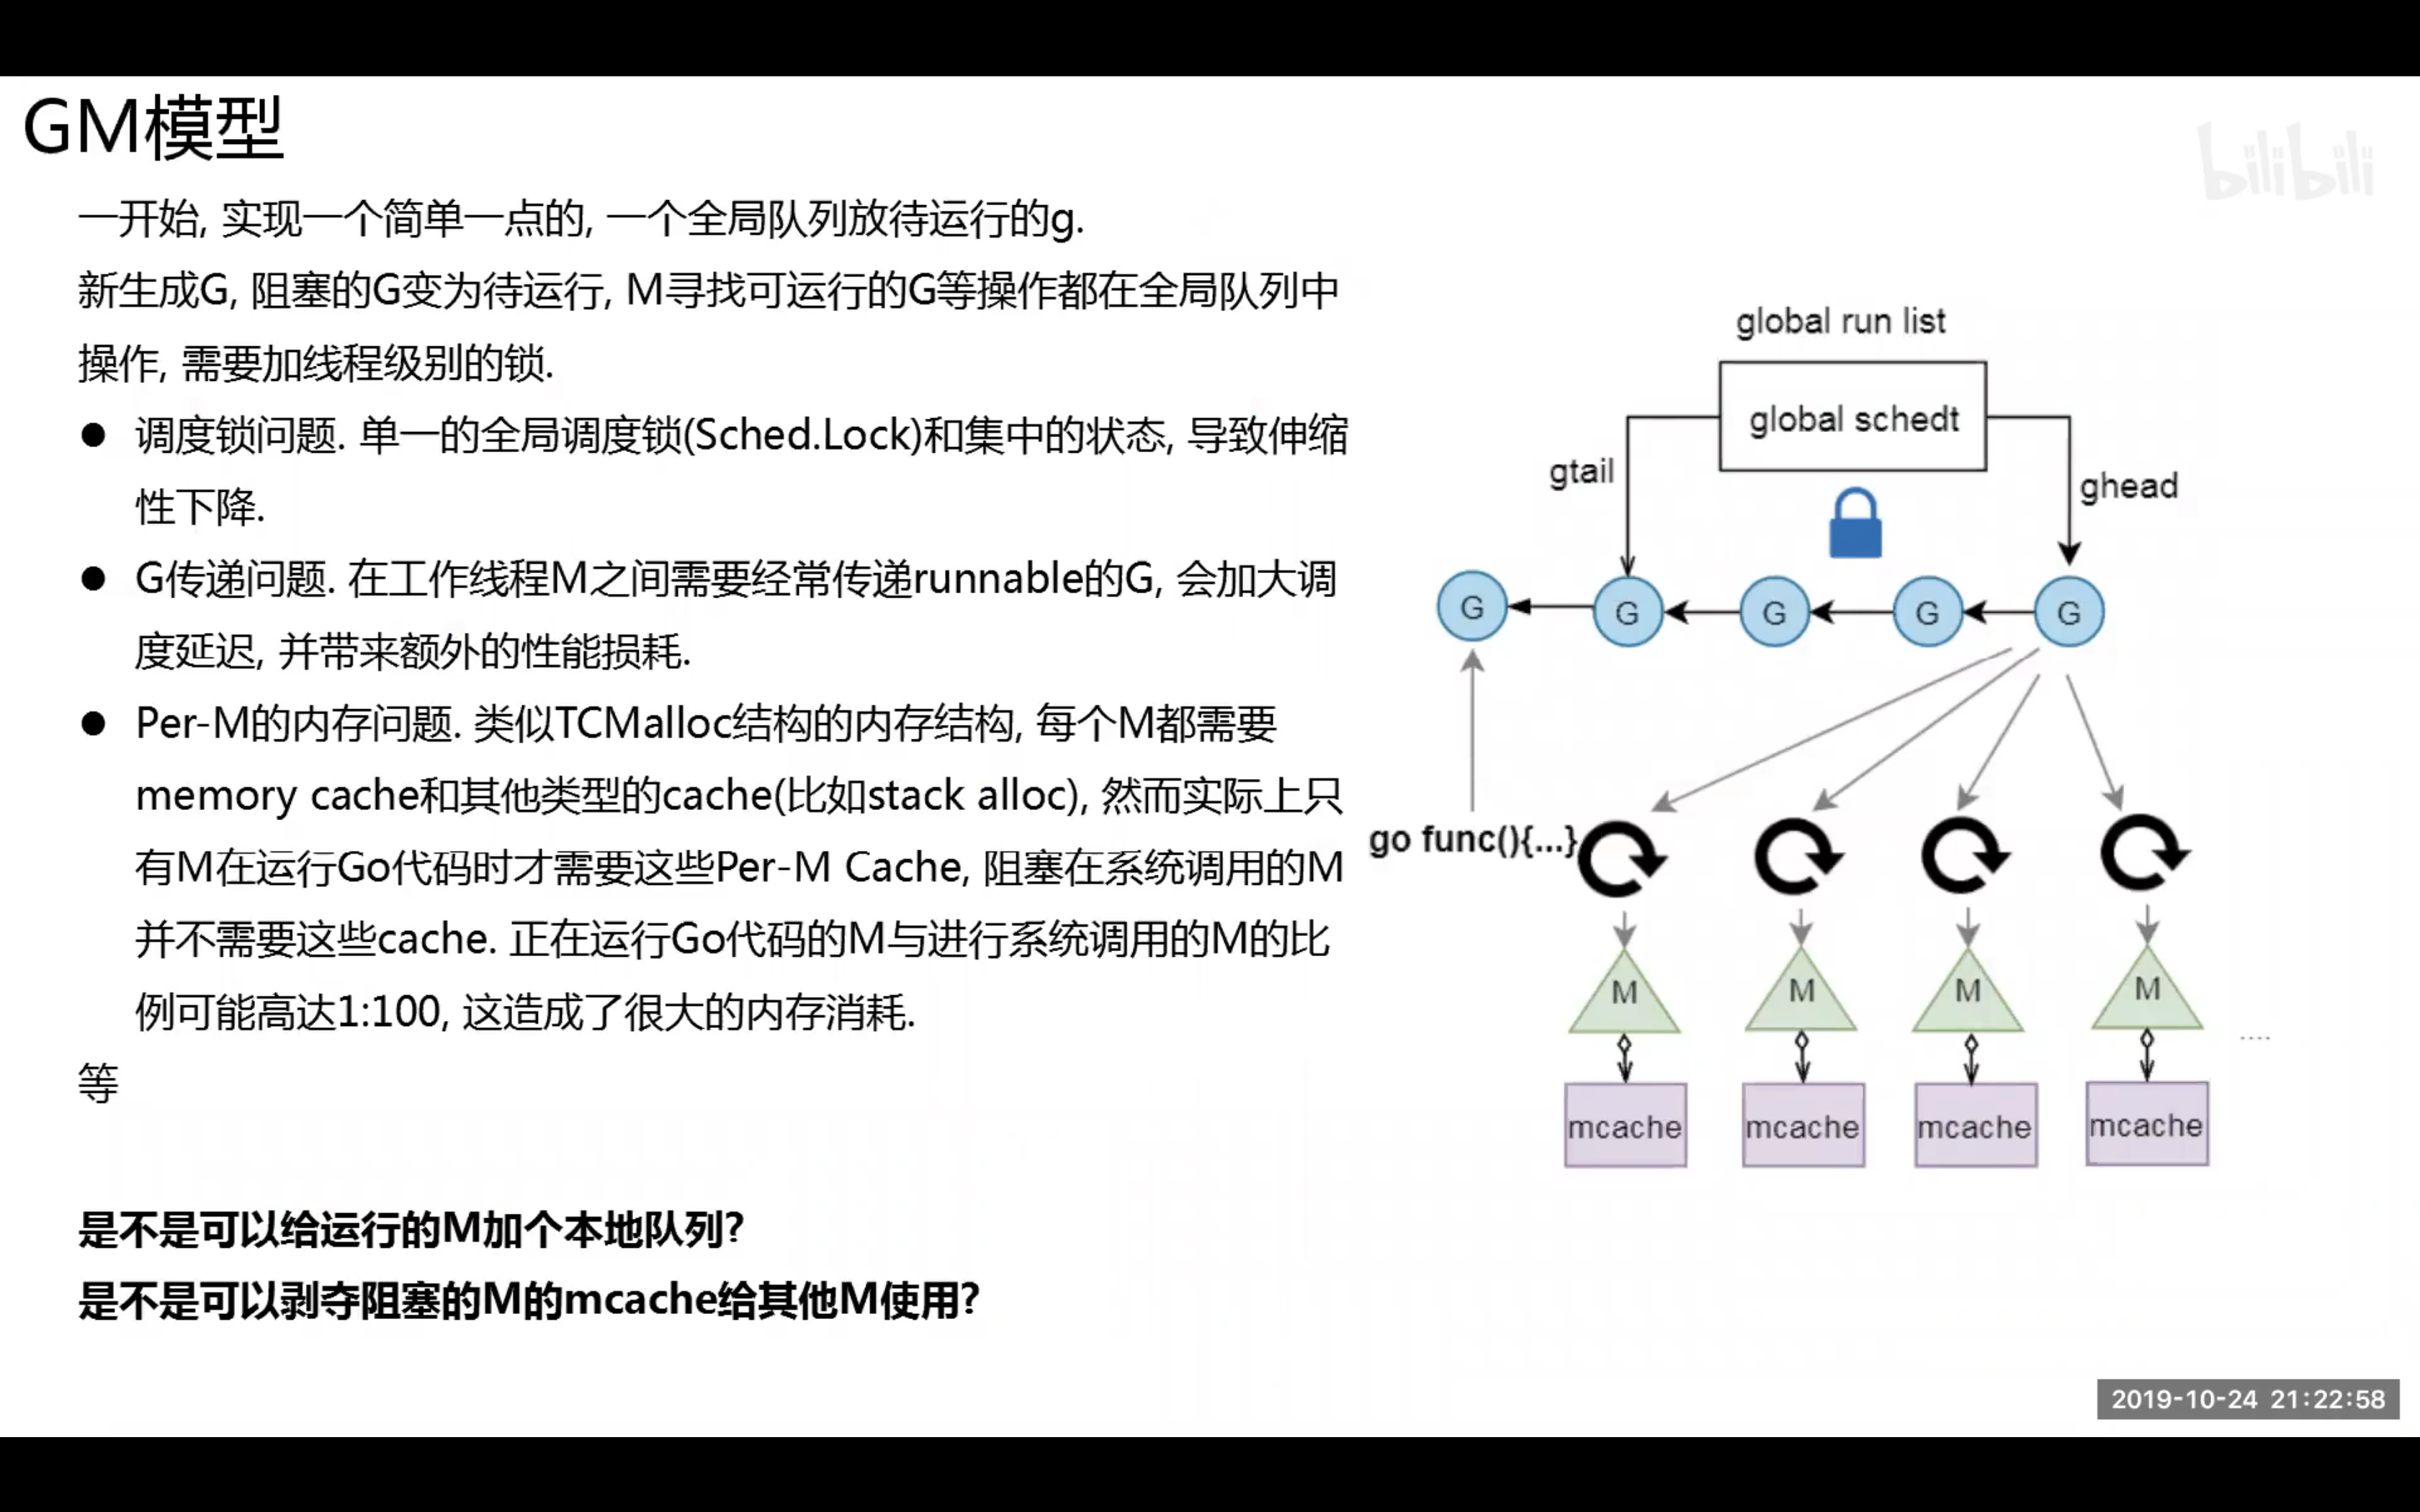 GM模型
bilibili
一开始, 实现一个简单一点的, 一个全局队列放待运行的g.
新生成G, 阻塞的G变为待运行, M寻找可运行的G等操作都在全局队列中
操作, 需要加线程级别的锁.
● 调度锁问题. 单一的全局调度锁(Sched.Lock)和集中的状态, 导致伸缩
性下降.
● G传递问题. 在工作线程M之间需要经常传递runnable的G, 会加大调
度延迟, 并带来额外的性能损耗.
● Per-M的内存问题. 类似TCMalloc结构的内存结构, 每个M都需要
memory cache和其他类型的cache(比如stack alloc), 然而实际上只
有M在运行Go代码时才需要这些Per-M Cache, 阻塞在系统调用的M
并不需要这些cache. 正在运行Go代码的M与进行系统调用的M的比
例可能高达1:100, 这造成了很大的内存消耗.
等
是不是可以给运行的M加个本地队列?
是不是可以剥夺阻塞的M的mcache给其他M使用?
global run list
global schedt
gtail
ghead
G G G G G
go func(){...}
M M M M
....
mcache mcache mcache mcache
2019-10-24 21:22:58